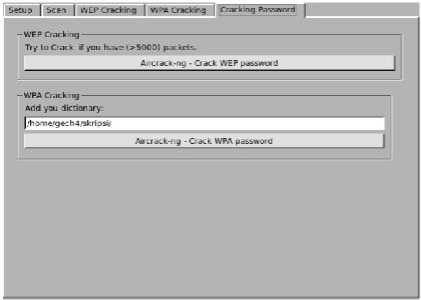 Setup Scan WEP Cracking WPA Cracking Cracking Password
WEP Cracking
Try to Crack if you have (>5000) packets.
Aircrack-ng - Crack WEP password
WPA Cracking
Add you dictionary:
/home/gech4/skripsi/
Aircrack-ng - Crack WPA password